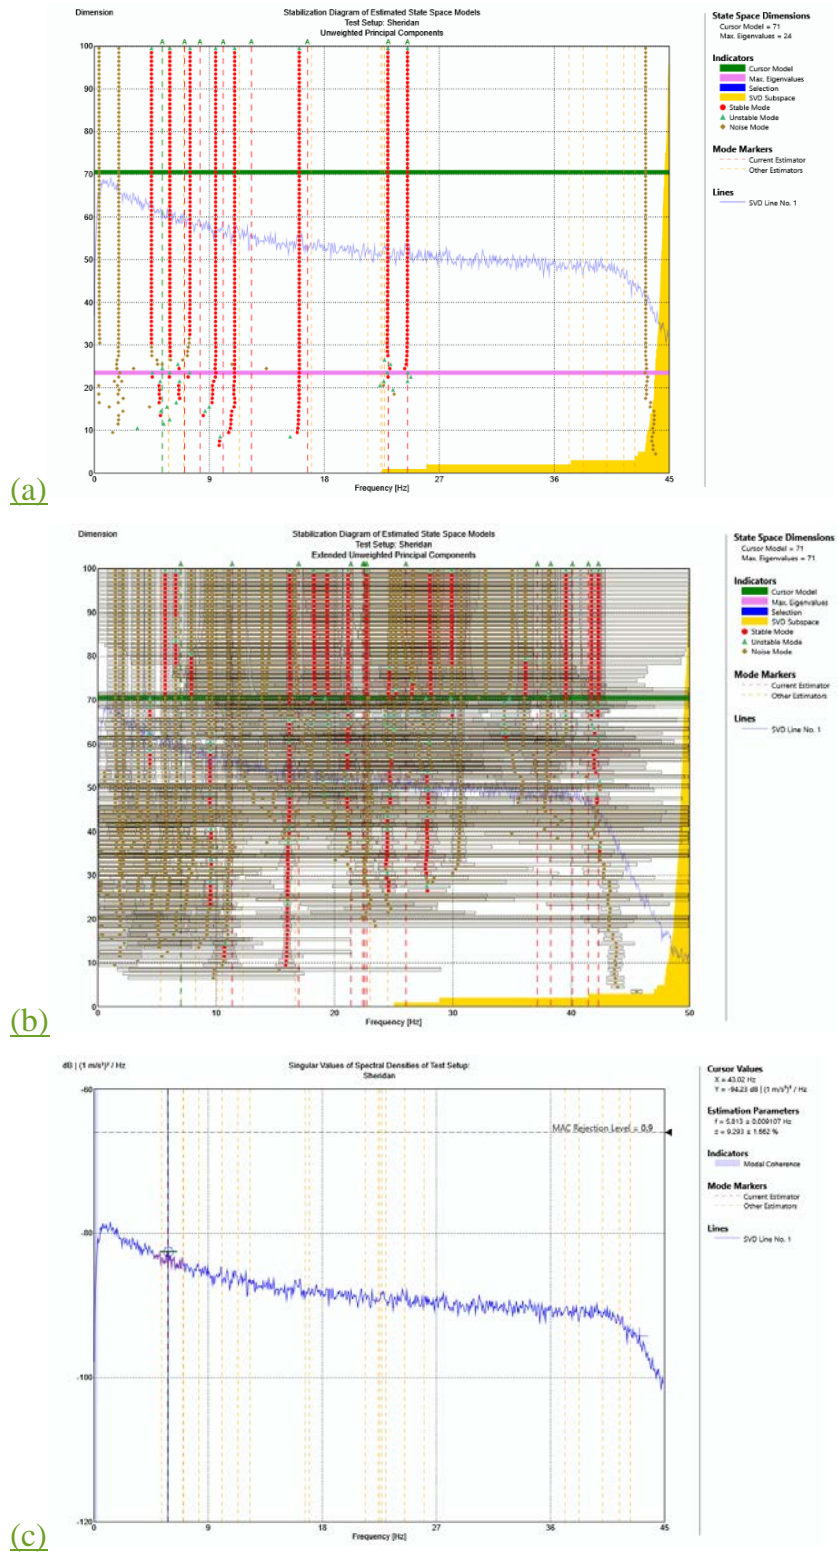 Dimension
Stabilization Diagram of Estimated State Space Models
Test Setup: Sheridan
Unweighted Principal Components
100
90
80
70
60
50
40
30
20
10
0
0 9 18 27 36 45
Frequency [Hz]
State Space Dimensions
Cursor Model = 71
Max. Eigenvalues = 24
Indicators
Cursor Model
Max. Eigenvalues
Selection
SVD Subspace
Stable Mode
Unstable Mode
Noise Mode
Mode Markers
Current Estimator
Other Estimators
Lines
SVD Line No. 1
(a)
Dimension
Stabilization Diagram of Estimated State Space Models
Test Setup: Sheridan
Extended Unweighted Principal Components
100
90
80
70
60
50
40
30
20
10
0
0 10 20 30 40 50
Frequency [Hz]
State Space Dimensions
Cursor Model = 71
Max. Eigenvalues = 71
Indicators
Cursor Model
Max. Eigenvalues
Selection
SVD Subspace
Stable Mode
Unstable Mode
Noise Mode
Mode Markers
Current Estimator
Other Estimators
Lines
SVD Line No. 1
(b)
dB | (1 m/s²)² / Hz
Singular Values of Spectral Densities of Test Setup:
Sheridan
-60
MAC Rejection Level = 0.9
-80
-100
-120
0 9 18 27 36 45
Frequency [Hz]
Cursor Values
X = 43.02 Hz
Y = -94.23 dB | (1 m/s²)² / Hz
Estimation Parameters
f = 5.813 ± 0.009107 Hz
z = 9.293 ± 1.662 %
Indicators
Modal Coherence
Mode Markers
Current Estimator
Other Estimators
Lines
SVD Line No. 1
(c)